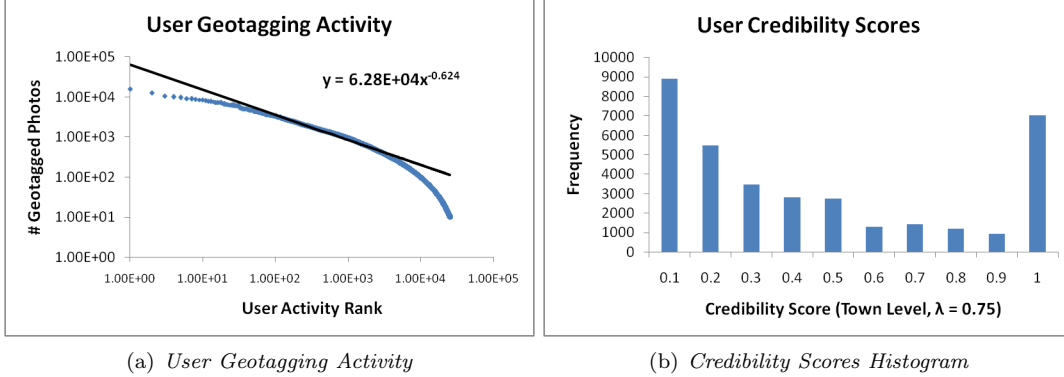 User Geotagging Activity
y = 6.28E+04x^-0.624
# Geotagged Photos
1.00E+05
1.00E+04
1.00E+03
1.00E+02
1.00E+01
1.00E+00
1.00E+00 1.00E+01 1.00E+02 1.00E+03 1.00E+04 1.00E+05
User Activity Rank
(a) User Geotagging Activity
User Credibility Scores
Frequency
10000
9000
8000
7000
6000
5000
4000
3000
2000
1000
0
0.1 0.2 0.3 0.4 0.5 0.6 0.7 0.8 0.9 1
Credibility Score (Town Level, λ = 0.75)
(b) Credibility Scores Histogram